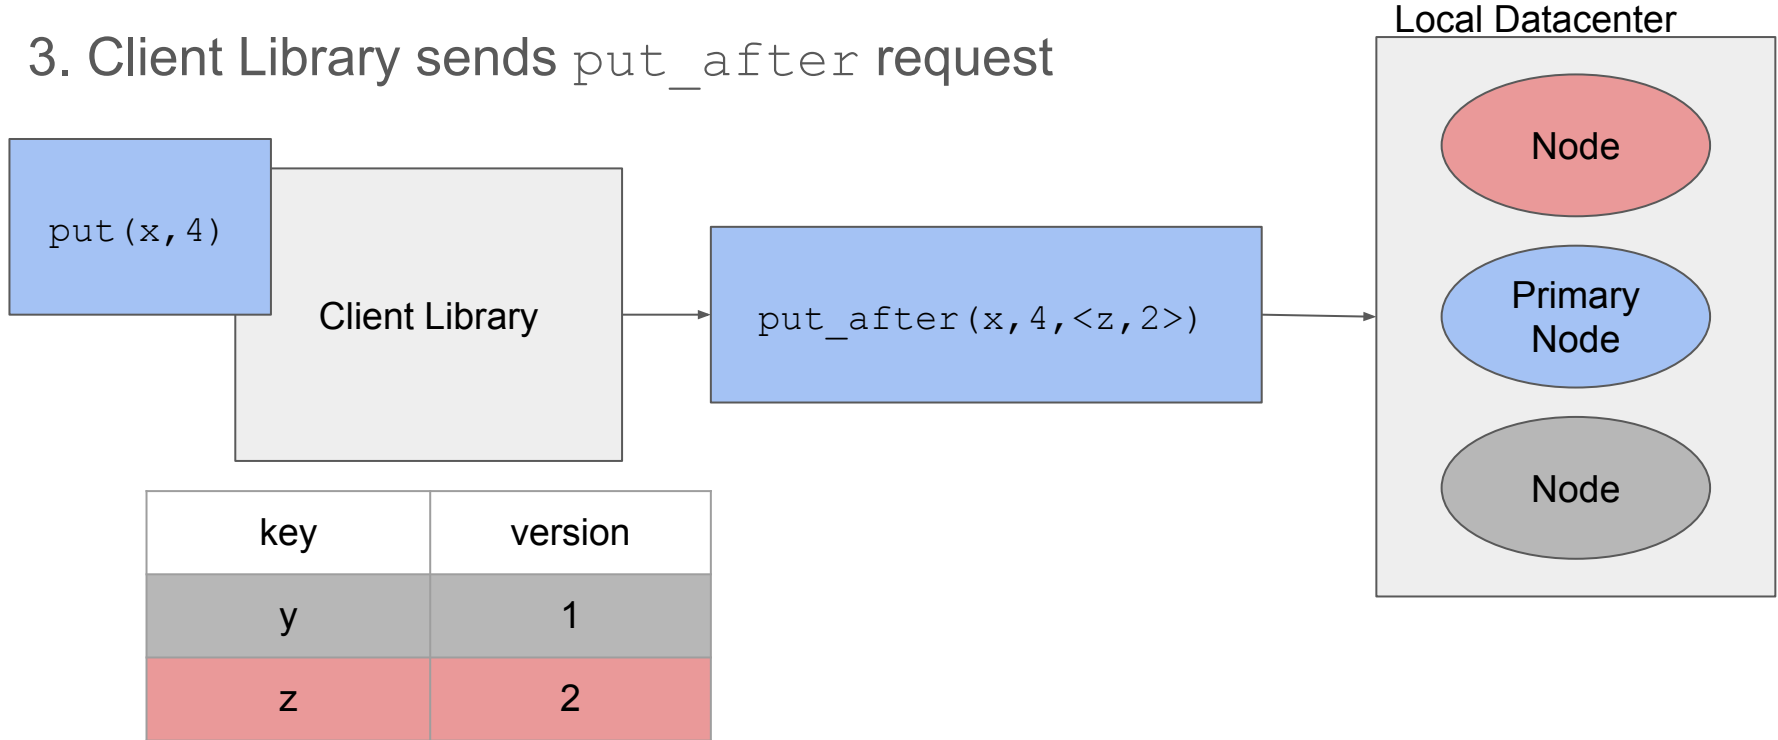 Local Datacenter
3. Client Library sends put_after request
Node
put(x,4)
Client Library
put_after(x,4,<z,2>)
Primary
Node
Node
key version
y 1
z 2